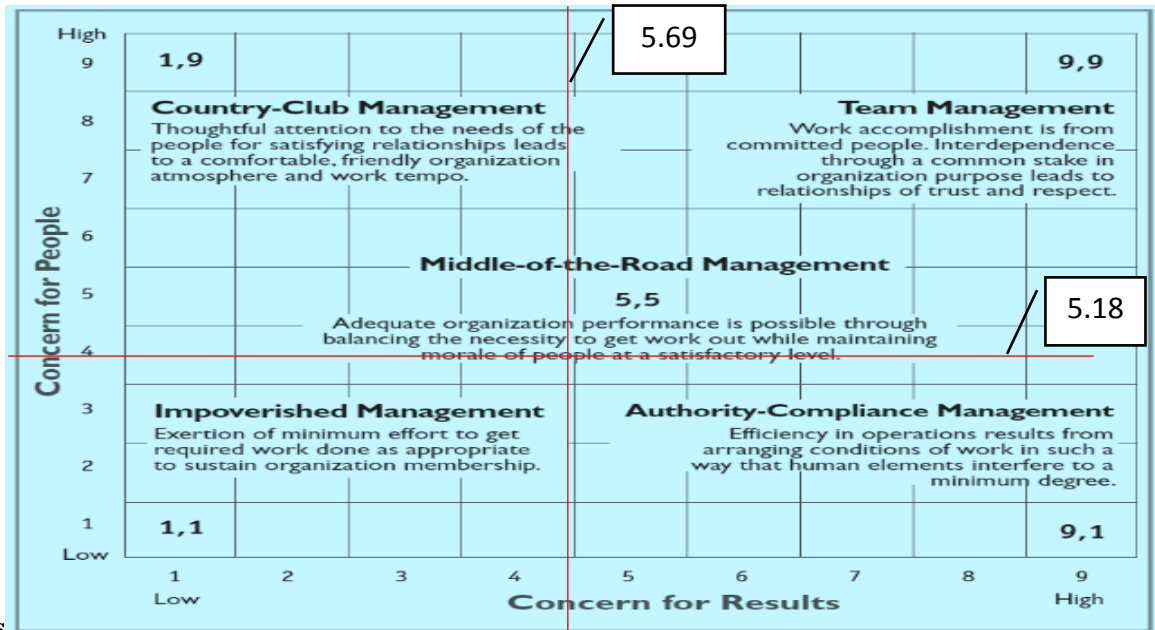 5.69
High
9
1,9
9,9
Country-Club Management
Thoughtful attention to the needs of the
people for satisfying relationships leads
to a comfortable, friendly organization
atmosphere and work tempo.
Team Management
Work accomplishment is from
committed people. Interdependence
through a common stake in
organization purpose leads to
relationships of trust and respect.
8
7
6
Concern for People
Middle-of-the-Road Management
5
5,5
Adequate organization performance is possible through
balancing the necessity to get work out while maintaining
morale of people at a satisfactory level.
5.18
4
3
Impoverished Management
Exertion of minimum effort to get
required work done as appropriate
to sustain organization membership.
Authority-Compliance Management
Efficiency in operations results from
arranging conditions of work in such a
way that human elements interfere to a
minimum degree.
2
1
1,1
9,1
Low
1 2 3 4 5 6 7 8 9
Low Concern for Results High